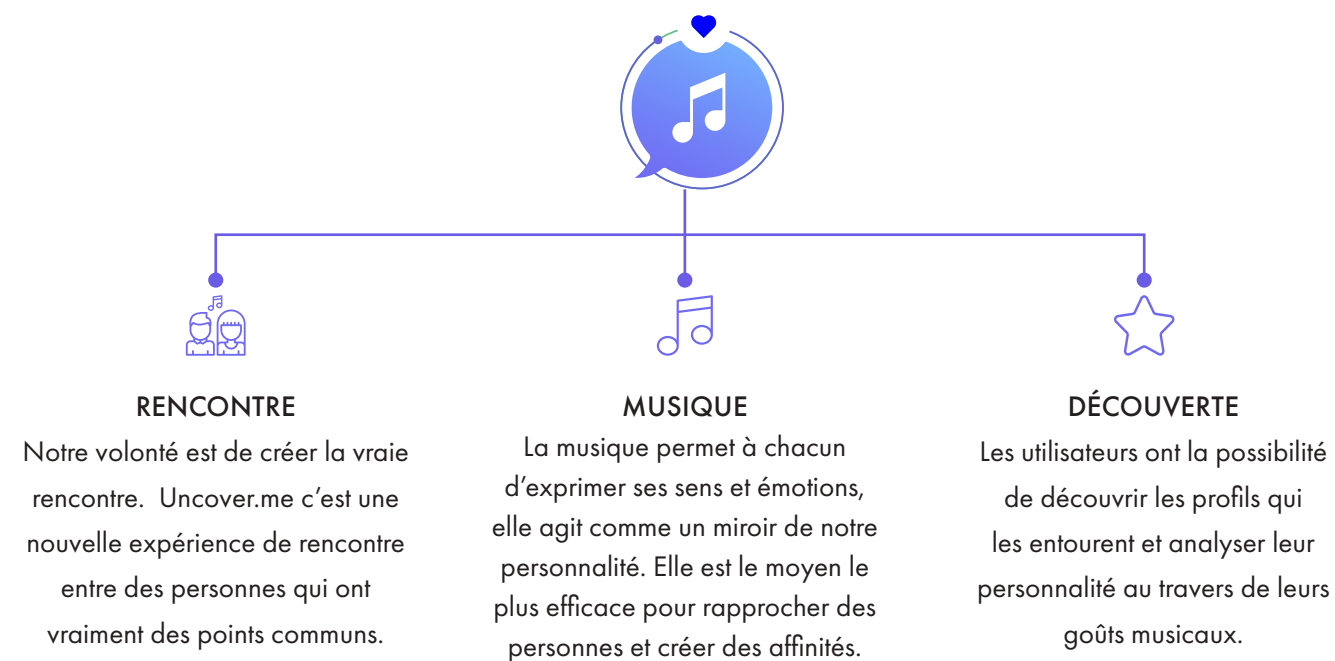 RENCONTRE
Notre volonté est de créer la vraie
rencontre.  Uncover.me c’est une
nouvelle expérience de rencontre
entre des personnes qui ont
vraiment des points communs.
MUSIQUE
La musique permet à chacun
d’exprimer ses sens et émotions,
elle agit comme un miroir de notre
personnalité. Elle est le moyen le
plus efficace pour rapprocher des
personnes et créer des affinités.
DÉCOUVERTE
Les utilisateurs ont la possibilité
de découvrir les profils qui
les entourent et analyser leur
personnalité au travers de leurs
goûts musicaux.